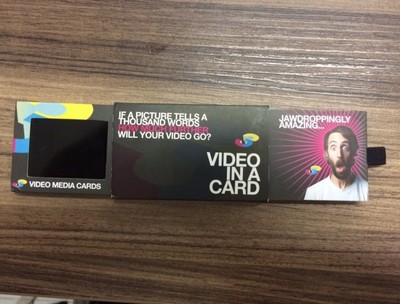 VIDEO MEDIA CARDS
IF A PICTURE TELLS A
THOUSAND WORDS
HOW MUCH FURTHER
WILL YOUR VIDEO GO?
VIDEO
IN A
CARD
JAWDROPPINGLY
AMAZING...